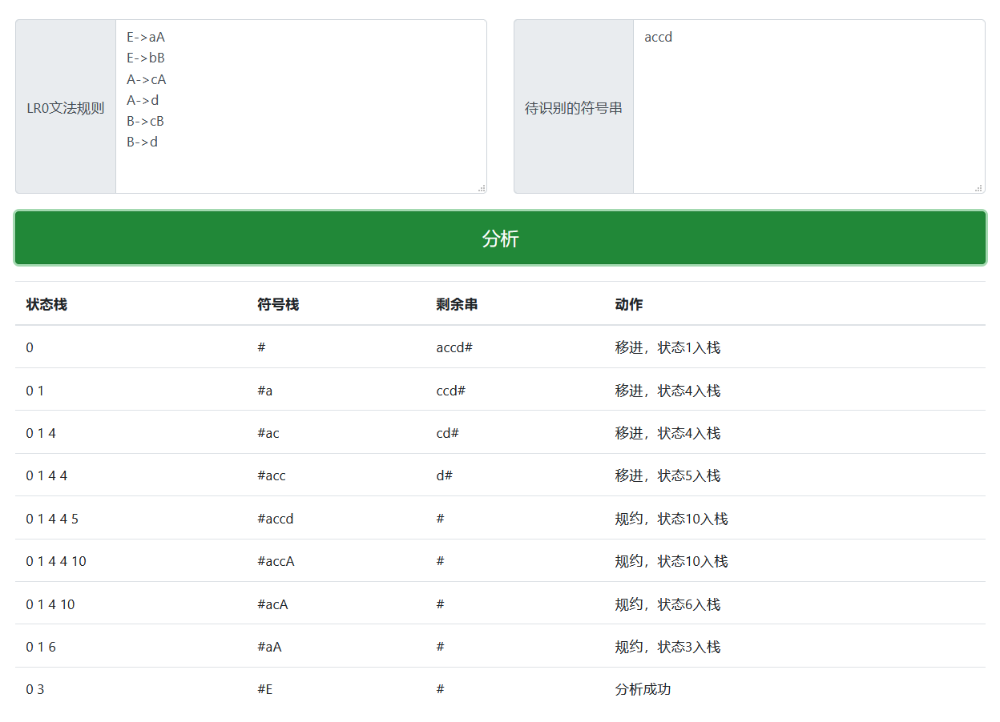 LR0文法规则
E->aA
E->bB
A->cA
A->d
B->cB
B->d
待识别的符号串
accd
分析
状态栈 符号栈 剩余串 动作
0 # accd# 移进，状态1入栈
0 1 #a ccd# 移进，状态4入栈
0 1 4 #ac cd# 移进，状态4入栈
0 1 4 4 #acc d# 移进，状态5入栈
0 1 4 4 5 #accd # 规约，状态10入栈
0 1 4 4 10 #accA # 规约，状态10入栈
0 1 4 10 #acA # 规约，状态6入栈
0 1 6 #aA # 规约，状态3入栈
0 3 #E # 分析成功